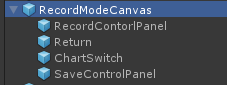 RecordModeCanvas
RecordContorlPanel
Return
ChartSwitch
SaveControlPanel